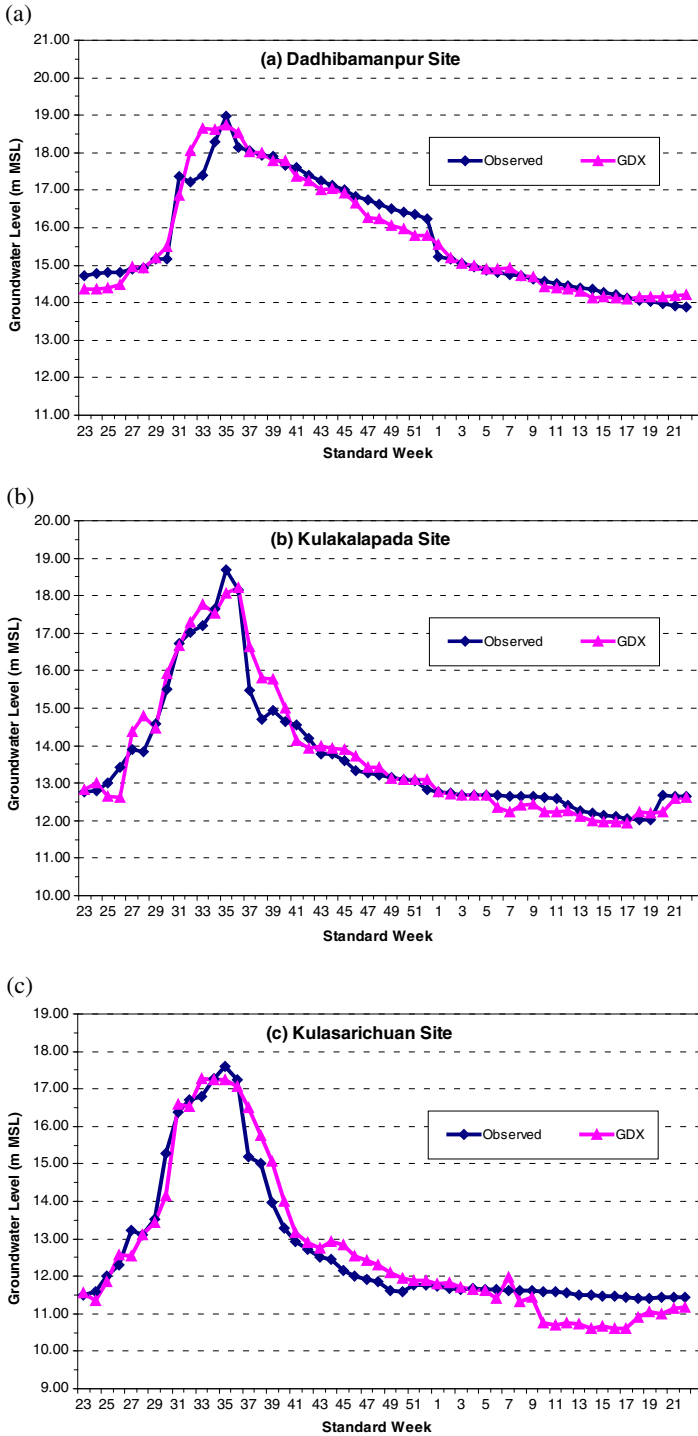 (a)
21.00
(a) Dadhibamanpur Site
20.00
19.00
18.00
Observed GDX
17.00
16.00
15.00
14.00
13.00
12.00
11.00
Groundwater Level (m MSL)
23 25 27 29 31 33 35 37 39 41 43 45 47 49 51 1 3 5 7 9 11 13 15 17 19 21
Standard Week
(b)
20.00
(b) Kulakalapada Site
19.00
18.00
17.00
Observed GDX
16.00
15.00
14.00
13.00
12.00
11.00
10.00
Groundwater Level (m MSL)
23 25 27 29 31 33 35 37 39 41 43 45 47 49 51 1 3 5 7 9 11 13 15 17 19 21
Standard Week
(c)
19.00
(c) Kulasarichuan Site
18.00
17.00
16.00
Observed GDX
15.00
14.00
13.00
12.00
11.00
10.00
9.00
Groundwater Level (m MSL)
23 25 27 29 31 33 35 37 39 41 43 45 47 49 51 1 3 5 7 9 11 13 15 17 19 21
Standard Week